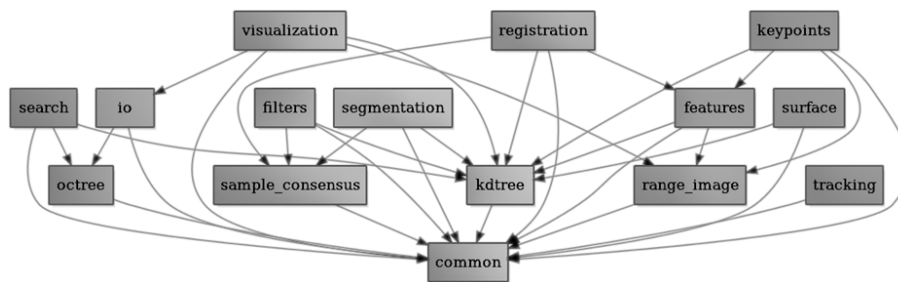 visualization
registration
keypoints
search
io
filters
segmentation
features
surface
octree
sample_consensus
kdtree
range_image
tracking
common